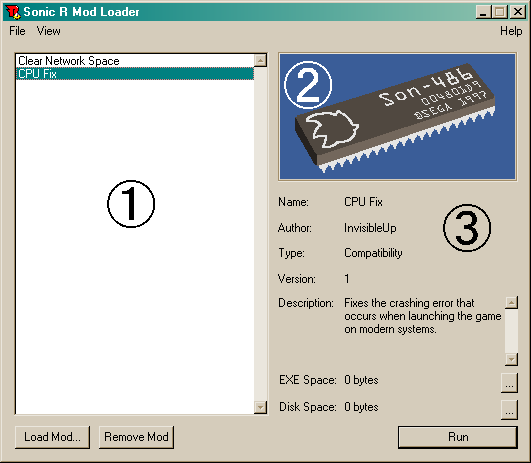 Sonic R Mod Loader
File View Help
Clear Network Space
CPU Fix
①
②
Son-486
00480109
©SEGA 1997
③
Name: CPU Fix
Author: InvisibleUp
Type: Compatibility
Version: 1
Description: Fixes the crashing error that
occurs when launching the game
on modern systems.
EXE Space: 0 bytes ...
Disk Space: 0 bytes ...
Load Mod... Remove Mod Run